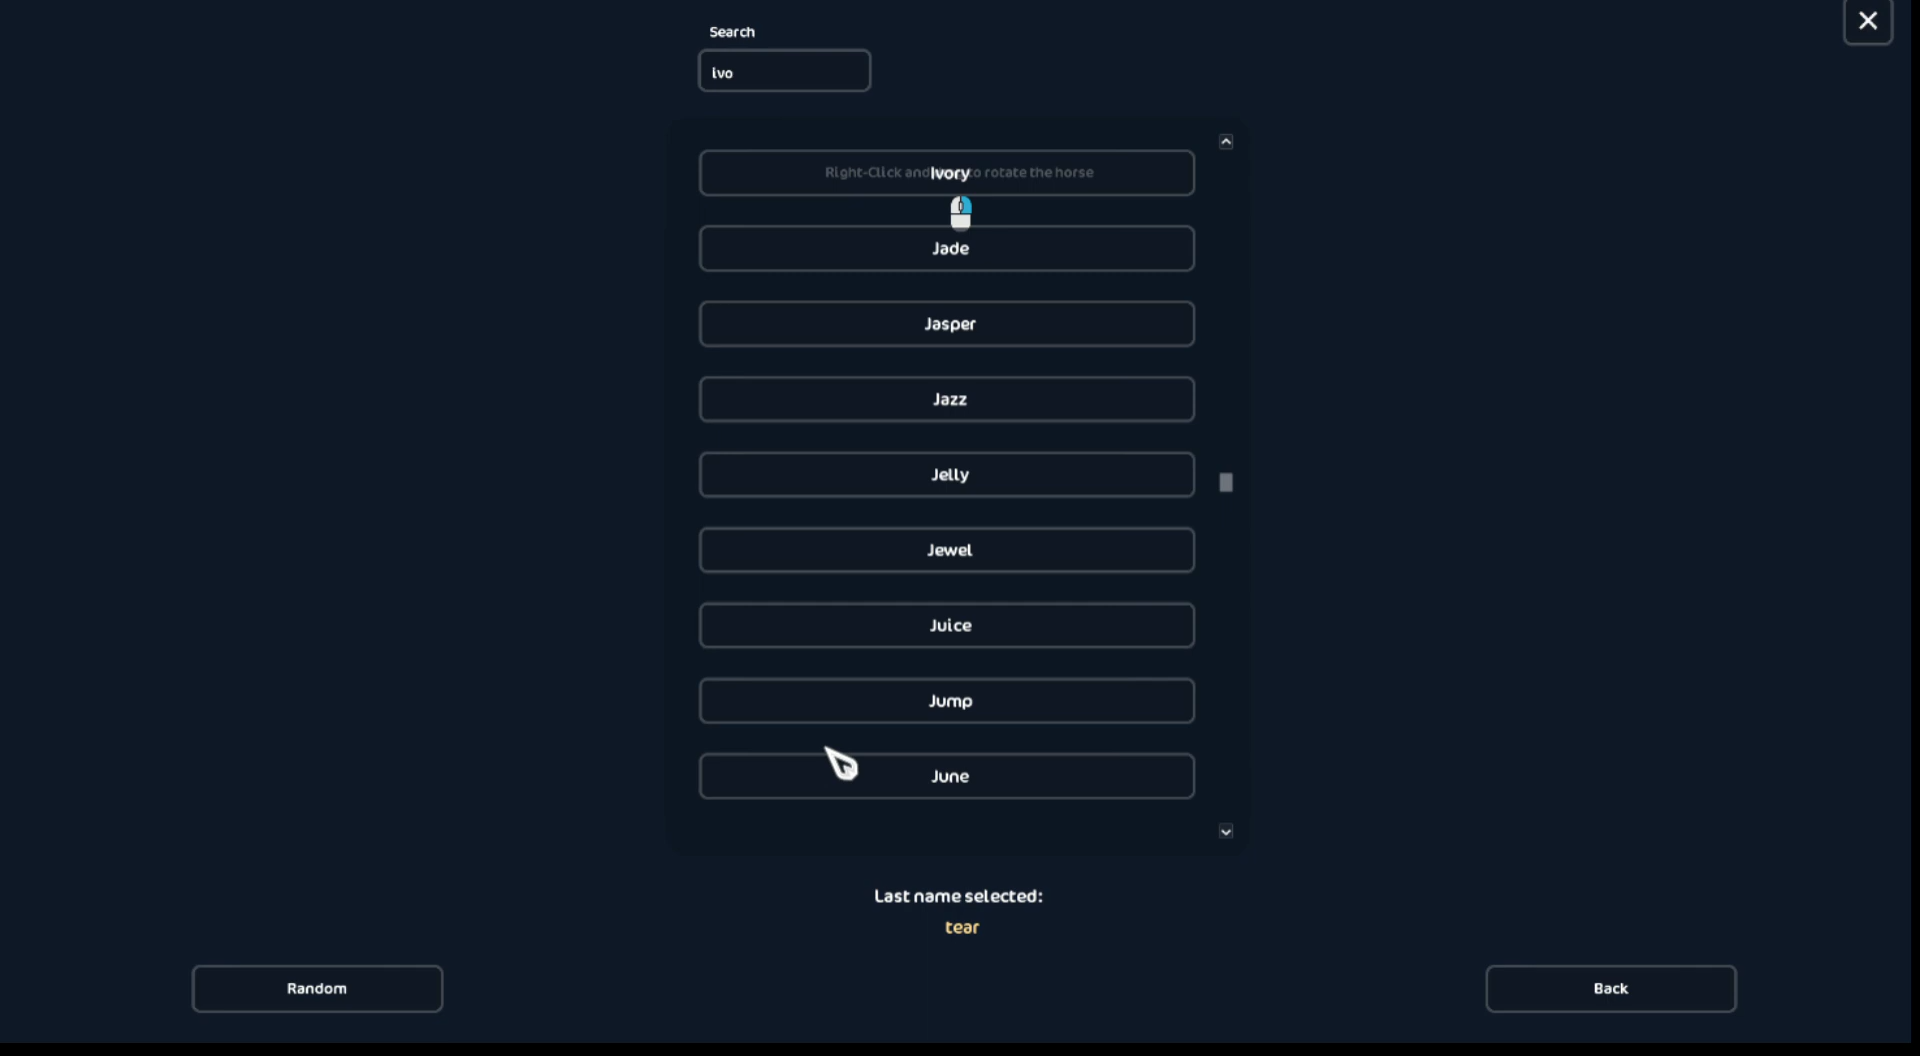 Search
Ivo
Right-Click and to rotate the horse
Ivory
Jade
Jasper
Jazz
Jelly
Jewel
Juice
Jump
June
Last name selected:
tear
Random
Back